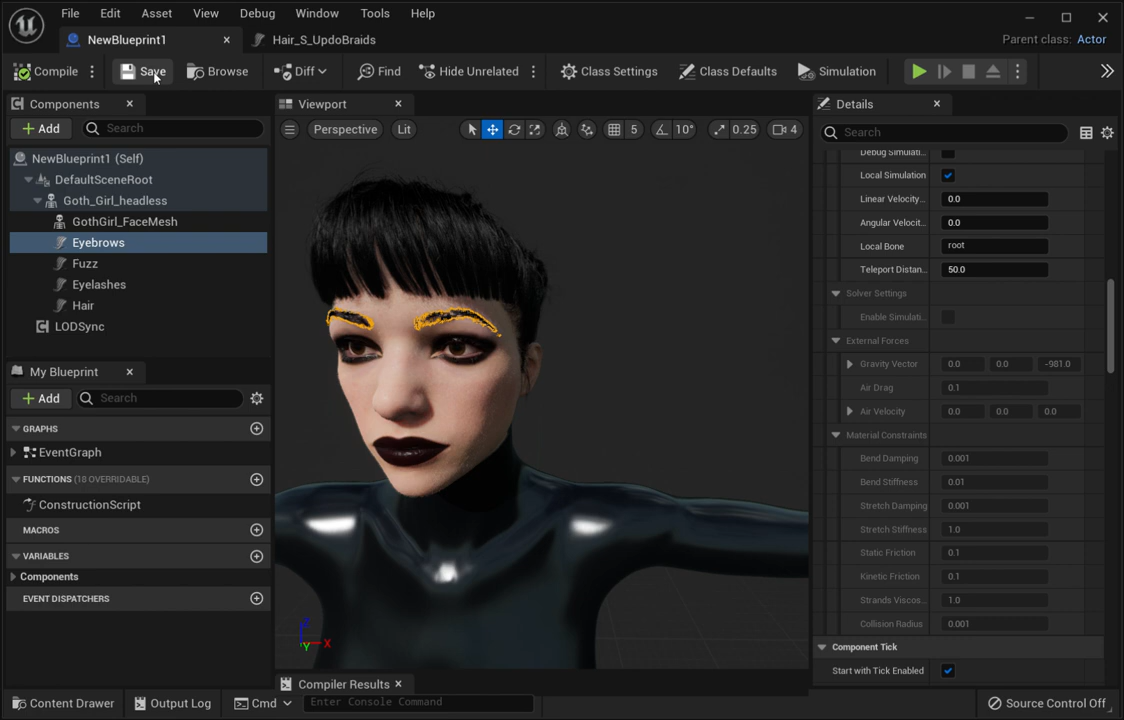 File Edit Asset View Debug Window Tools Help
NewBlueprint1 Hair_S_UpdoBraids
Parent class: Actor
Compile Save Browse Diff Find Hide Unrelated Class Settings Class Defaults Simulation
Components
Add Search
NewBlueprint1 (Self)
DefaultSceneRoot
Goth_Girl_headless
GothGirl_FaceMesh
Eyebrows
Fuzz
Eyelashes
Hair
LODSync
My Blueprint
Add Search
GRAPHS
EventGraph
FUNCTIONS (18 OVERRIDABLE)
ConstructionScript
MACROS
VARIABLES
Components
EVENT DISPATCHERS
Viewport
Perspective Lit 5 10° 0.25 4
Z
X
Y
Compiler Results
Details
Search
Debug Simulati...
Local Simulation
Linear Velocity... 0.0
Angular Velocit... 0.0
Local Bone root
Teleport Distan... 50.0
Solver Settings
Enable Simulati...
External Forces
Gravity Vector 0.0 0.0 -981.0
Air Drag 0.1
Air Velocity 0.0 0.0 0.0
Material Constraints
Bend Damping 0.001
Bend Stiffness 0.01
Stretch Damping 0.001
Stretch Stiffness 1.0
Static Friction 0.1
Kinetic Friction 0.1
Strands Viscos... 1.0
Collision Radius 0.001
Component Tick
Start with Tick Enabled
Content Drawer Output Log Cmd Enter Console Command Source Control Off